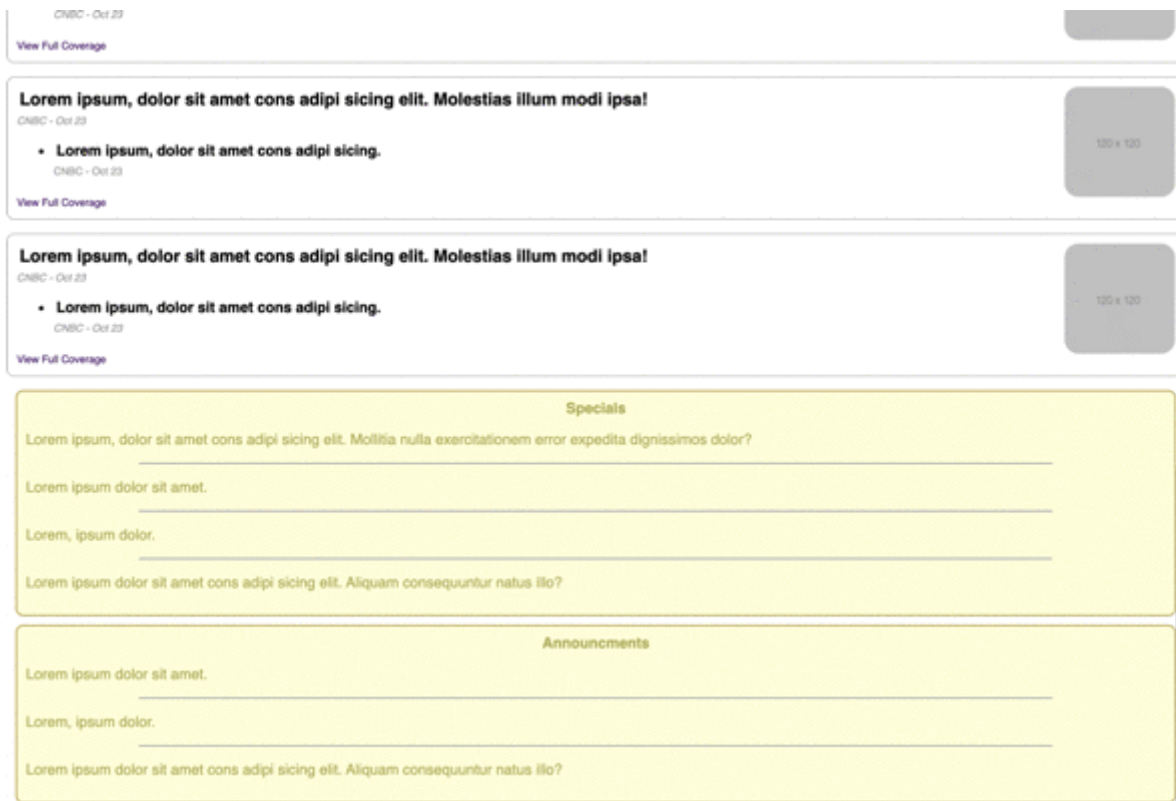 CNBC - Oct 23
View Full Coverage
Lorem ipsum, dolor sit amet cons adipi sicing elit. Molestias illum modi ipsa!
CNBC - Oct 23
• Lorem ipsum, dolor sit amet cons adipi sicing.
CNBC - Oct 23
View Full Coverage
120 x 120
Lorem ipsum, dolor sit amet cons adipi sicing elit. Molestias illum modi ipsa!
CNBC - Oct 23
• Lorem ipsum, dolor sit amet cons adipi sicing.
CNBC - Oct 23
View Full Coverage
120 x 120
Specials
Lorem ipsum, dolor sit amet cons adipi sicing elit. Mollitia nulla exercitationem error expedita dignissimos dolor?
Lorem ipsum dolor sit amet.
Lorem, ipsum dolor.
Lorem ipsum dolor sit amet cons adipi sicing elit. Aliquam consequuntur natus illo?
Announcments
Lorem ipsum dolor sit amet.
Lorem, ipsum dolor.
Lorem ipsum dolor sit amet cons adipi sicing elit. Aliquam consequuntur natus illo?